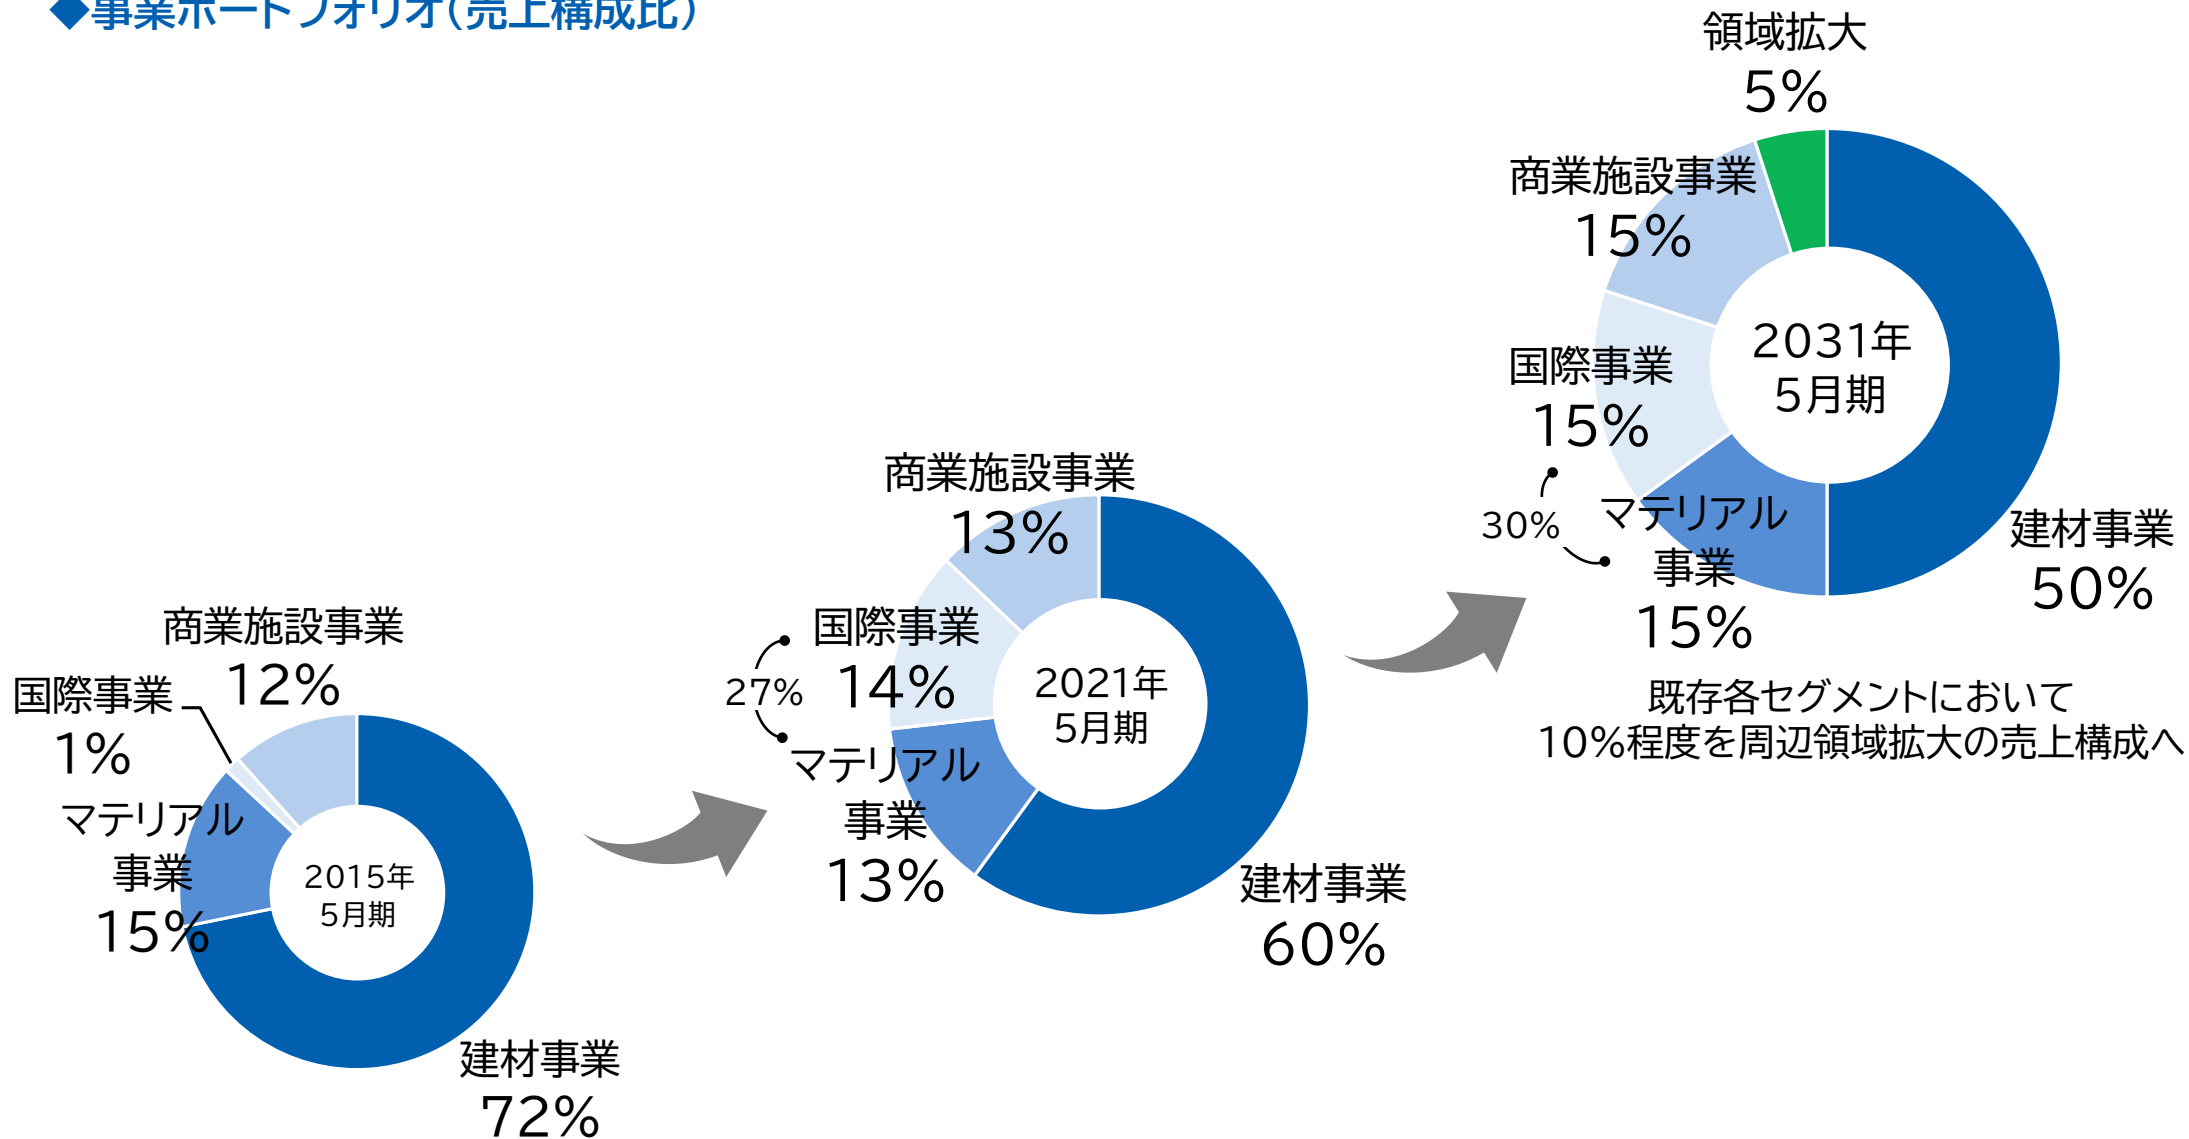 ◆事業ポートフォリオ(売上構成比)
商業施設事業
12%
国際事業
1%
マテリアル
事業
15%
2015年
5月期
建材事業
72%
商業施設事業
13%
国際事業
14%
27%
マテリアル
事業
13%
2021年
5月期
建材事業
60%
領域拡大
5%
商業施設事業
15%
国際事業
15%
30%
マテリアル
事業
15%
2031年
5月期
建材事業
50%
既存各セグメントにおいて
10%程度を周辺領域拡大の売上構成へ